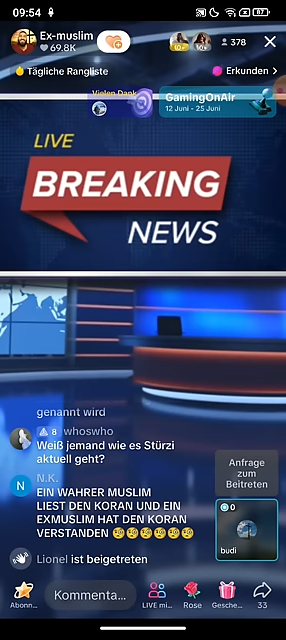 09:54
87
Ex-muslim
69.8K
10+
10+
378
Tägliche Rangliste
Erkunden >
Vielen Dank
GamingOnAir
12 Juni - 25 Juni
LIVE
BREAKING
NEWS
genannt wird
8 whoswho
Weiß jemand wie es Stürzi
aktuell geht?
N
N.K.
EIN WAHRER MUSLIM
LIEST DEN KORAN UND EIN
EXMUSLIM HAT DEN KORAN
VERSTANDEN 🧐🧐🧐🧐🧐🧐
Lionel ist beigetreten
Anfrage
zum
Beitreten
0
budi
Kommenta...
Abonn...
LIVE mi...
Rose
Gesche...
33